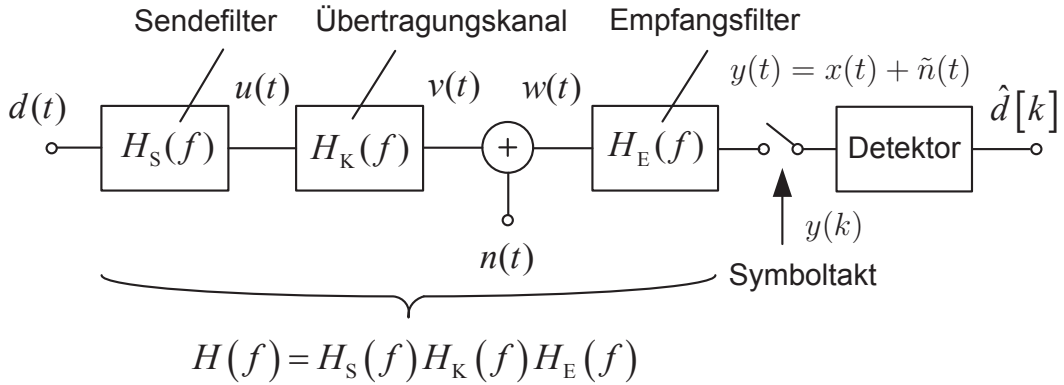 Sendefilter Übertragungskanal Empfangsfilter
y(t) = x(t) + ñ(t)
d(t) u(t) v(t) w(t) d̂[k]
H_S(f) H_K(f) + H_E(f) Detektor
y(k)
n(t) Symboltakt
H(f) = H_S(f) H_K(f) H_E(f)